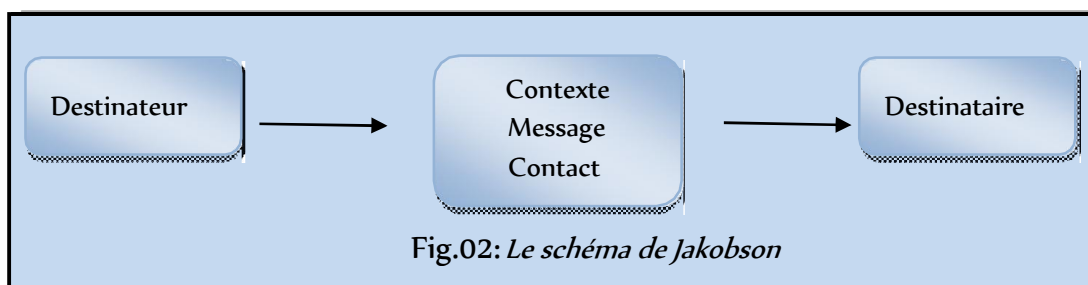 Destinateur
Contexte
Message
Contact
Destinataire
Fig.02: Le schéma de Jakobson